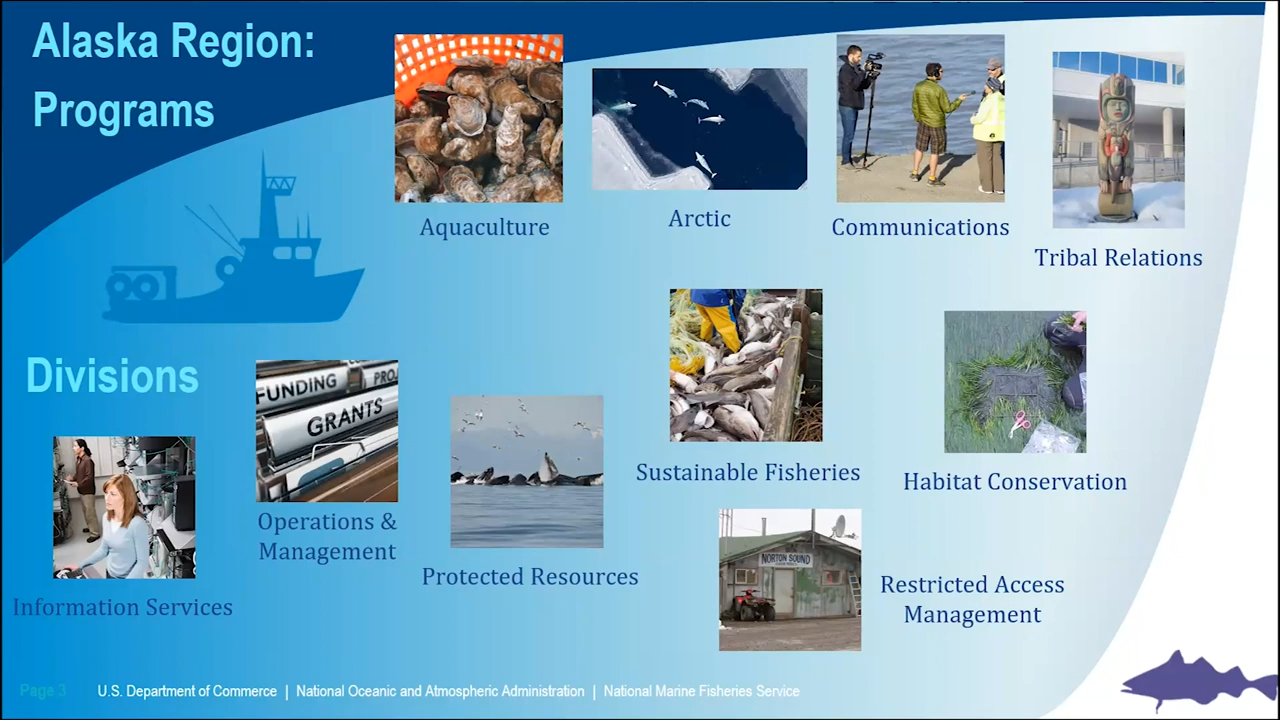 Alaska Region:
Programs
Aquaculture
Arctic
Communications
Tribal Relations
Divisions
FUNDING
GRANTS
NORTON SOUND
Sustainable Fisheries
Habitat Conservation
Operations &
Management
Protected Resources
Information Services
Restricted Access
Management
Page 3
U.S. Department of Commerce | National Oceanic and Atmospheric Administration | National Marine Fisheries Service